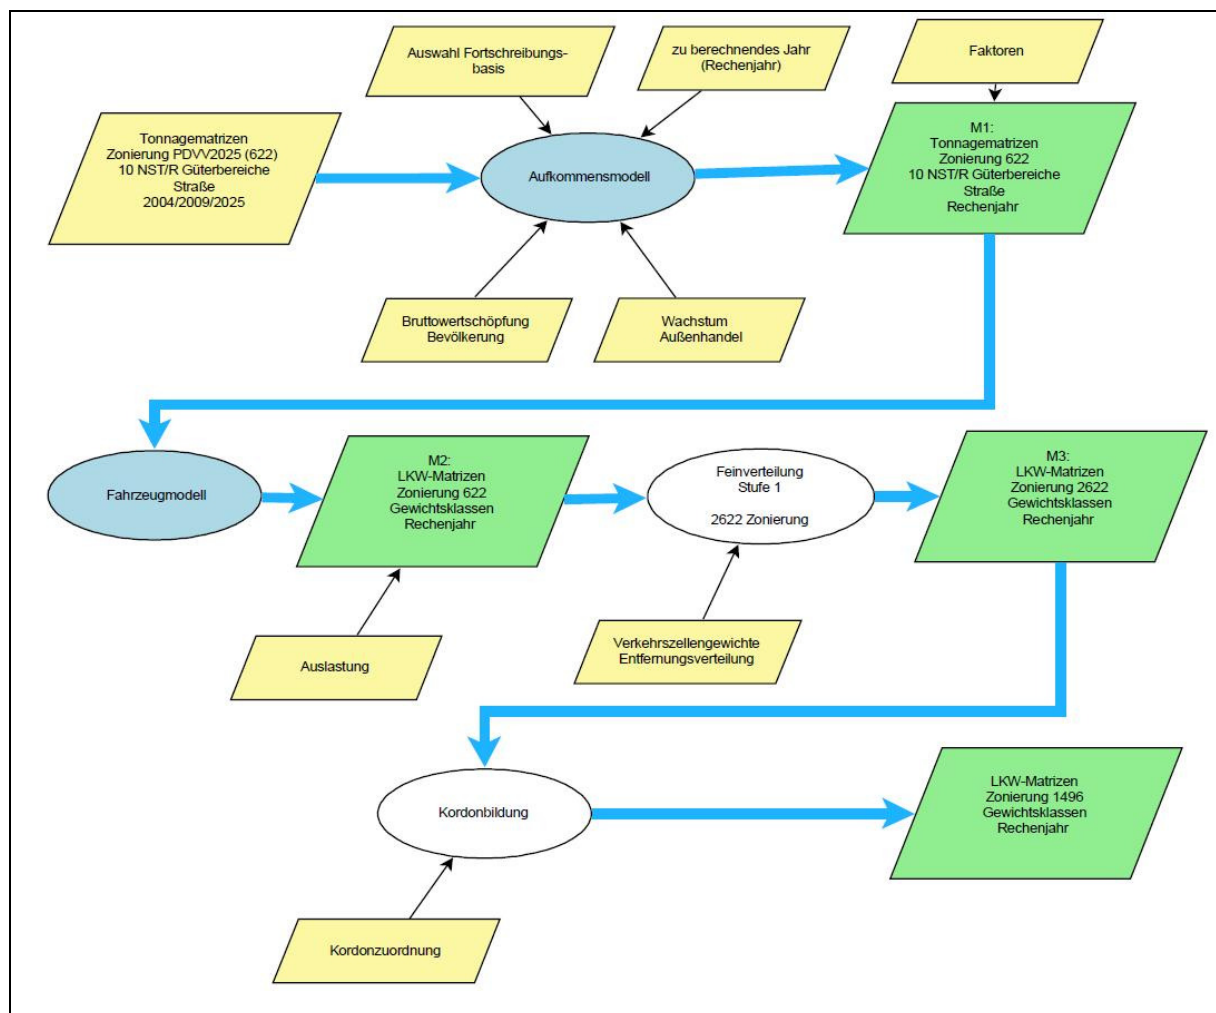 Auswahl Fortschreibungs-
basis
zu berechnendes Jahr
(Rechenjahr)
Faktoren
Tonnagematrizen
Zonierung PDVV2025 (622)
10 NST/R Güterbereiche
Straße
2004/2009/2025
Aufkommensmodell
M1:
Tonnagematrizen
Zonierung 622
10 NST/R Güterbereiche
Straße
Rechenjahr
Bruttowertschöpfung
Bevölkerung
Wachstum
Außenhandel
Fahrzeugmodell
M2:
LKW-Matrizen
Zonierung 622
Gewichtsklassen
Rechenjahr
Feinverteilung
Stufe 1
2622 Zonierung
M3:
LKW-Matrizen
Zonierung 2622
Gewichtsklassen
Rechenjahr
Auslastung
Verkehrszellengewichte
Entfernungsverteilung
Kordonbildung
LKW-Matrizen
Zonierung 1496
Gewichtsklassen
Rechenjahr
Kordonzuordnung